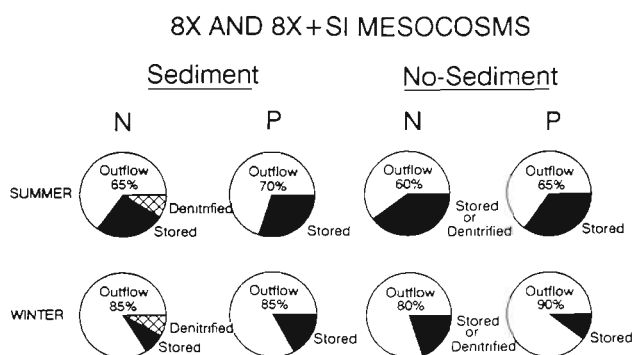 8X AND 8X+SI MESOCOSMS
Sediment No-Sediment
N P N P
SUMMER
Outflow 65% Denitrified Stored
Outflow 70% Stored
Outflow 60% Stored or Denitrified
Outflow 65% Stored
WINTER
Outflow 85% Denitrified Stored
Outflow 85% Stored
Outflow 80% Stored or Denitrified
Outflow 90% Stored